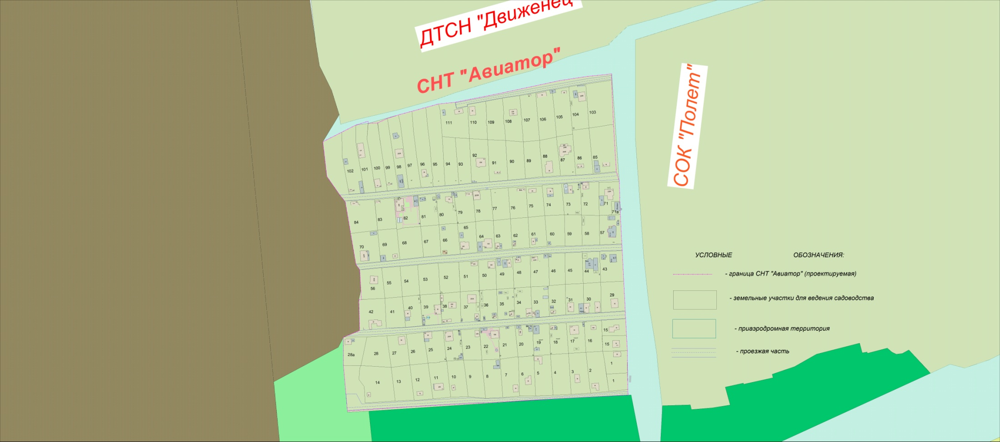 ДТСН "Движенец
СНТ "Авиатор"
СОК "Полет"
111 110 109 108 107 106 105 104 103
102 101 100 99 98 97 96 95 94 93 92 91 90 89 88 87 86 85
84 83 82 81 80 79 78 77 76 75 74 73 72 71
71а
70 69 68 67 66 65 64 63 62 61 60 59 58 57
56 55 54 53 52 51 50 49 48 47 46 45 44 43
42 41 40 39 38 37 36 35 34 33 32 31 30 29
28а 28 27 26 25 24 23 22 21 20 19 18 17 16 15
15
1
14 13 12 11 10 9 8 7 6 5 4 3 2 1
УСЛОВНЫЕ ОБОЗНАЧЕНИЯ:
- граница СНТ "Авиатор" (проектируемая)
- земельные участки для ведения садоводства
- приаэродромная территория
- проезжая часть